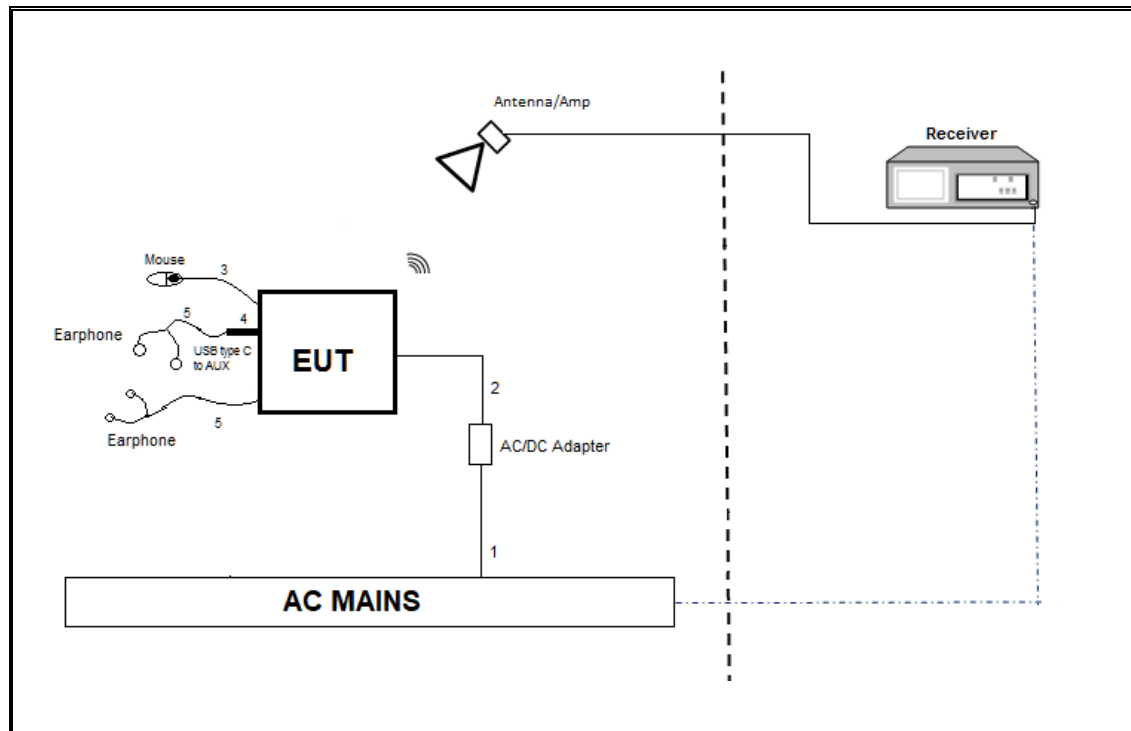 Antenna/Amp
Receiver
Mouse
3
5
4
Earphone
USB type C
to AUX
EUT
2
5
Earphone
AC/DC Adapter
1
AC MAINS